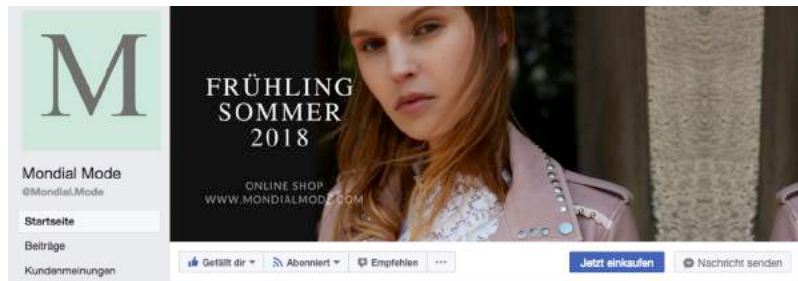 M
Mondial Mode
@Mondial.Mode
Startseite
Beiträge
Kundenmeinungen
FRÜHLING
SOMMER
2018
ONLINE SHOP
WWW.MONDIALMODE.COM
Gefällt dir
Abonniert
Empfehlen
Jetzt einkaufen
Nachricht senden